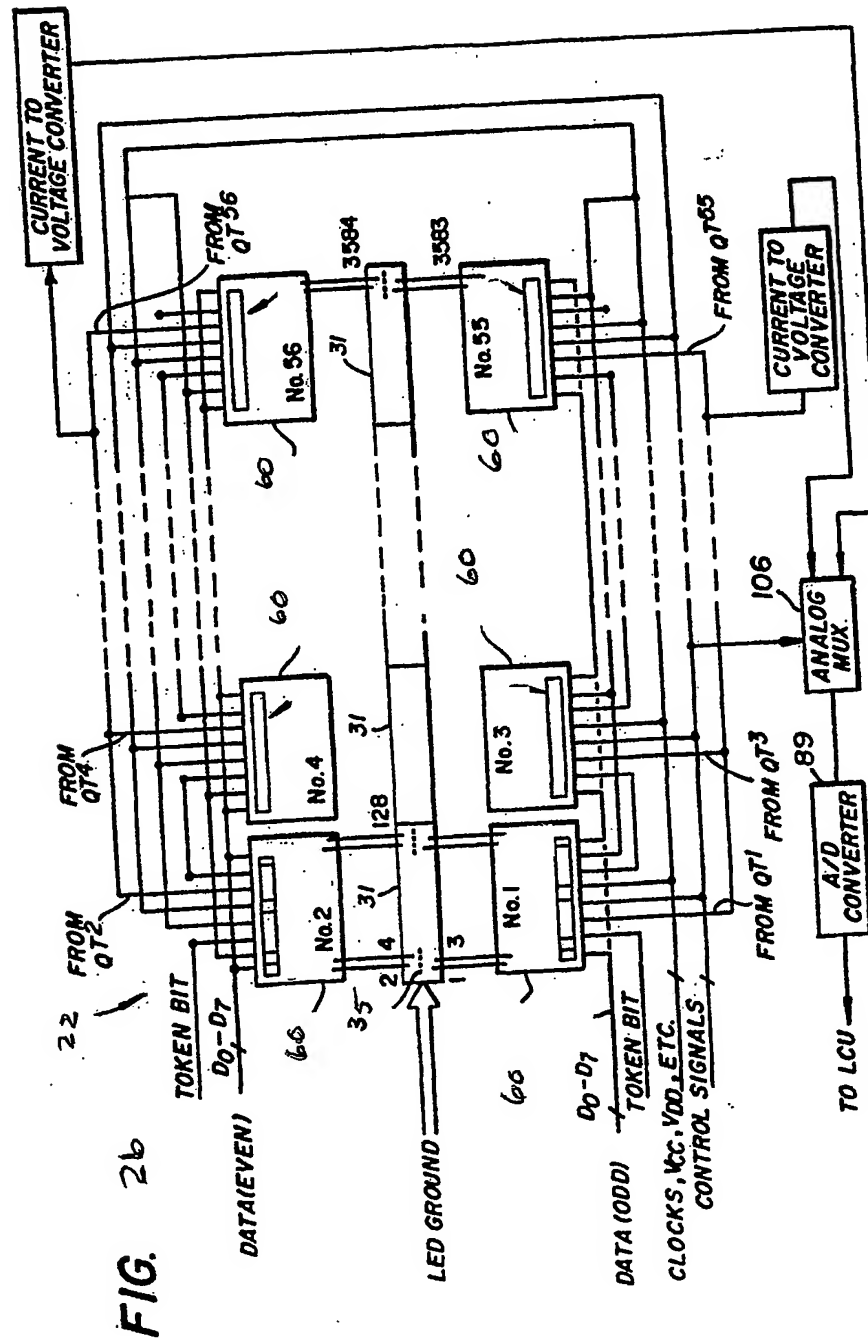 FIG. 2b
22
CURRENT TO
VOLTAGE CONVERTER
FROM
QT2
FROM
QT4
FROM
QT56
TOKEN BIT
D0-D7
DATA (EVEN)
60
No.2
60
No.4
60
No.56
35
2
4
128
3584
31
31
31
LED GROUND
1
3
3583
60
No.1
60
No.3
60
No.55
D0-D7
TOKEN BIT
DATA (ODD)
CLOCKS, VCC, VDD, ETC.
CONTROL SIGNALS
FROM QT1
FROM QT3
FROM QT55
CURRENT TO
VOLTAGE
CONVERTER
106
ANALOG
MUX.
89
A/D
CONVERTER
TO LCU